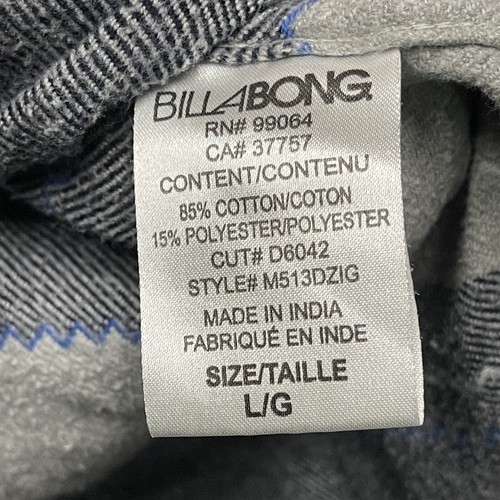 BILLABONG
RN# 99064
CA# 37757
CONTENT/CONTENU
85% COTTON/COTON
15% POLYESTER/POLYESTER
CUT# D6042
STYLE# M513DZIG
MADE IN INDIA
FABRIQUÉ EN INDE
SIZE/TAILLE
L/G